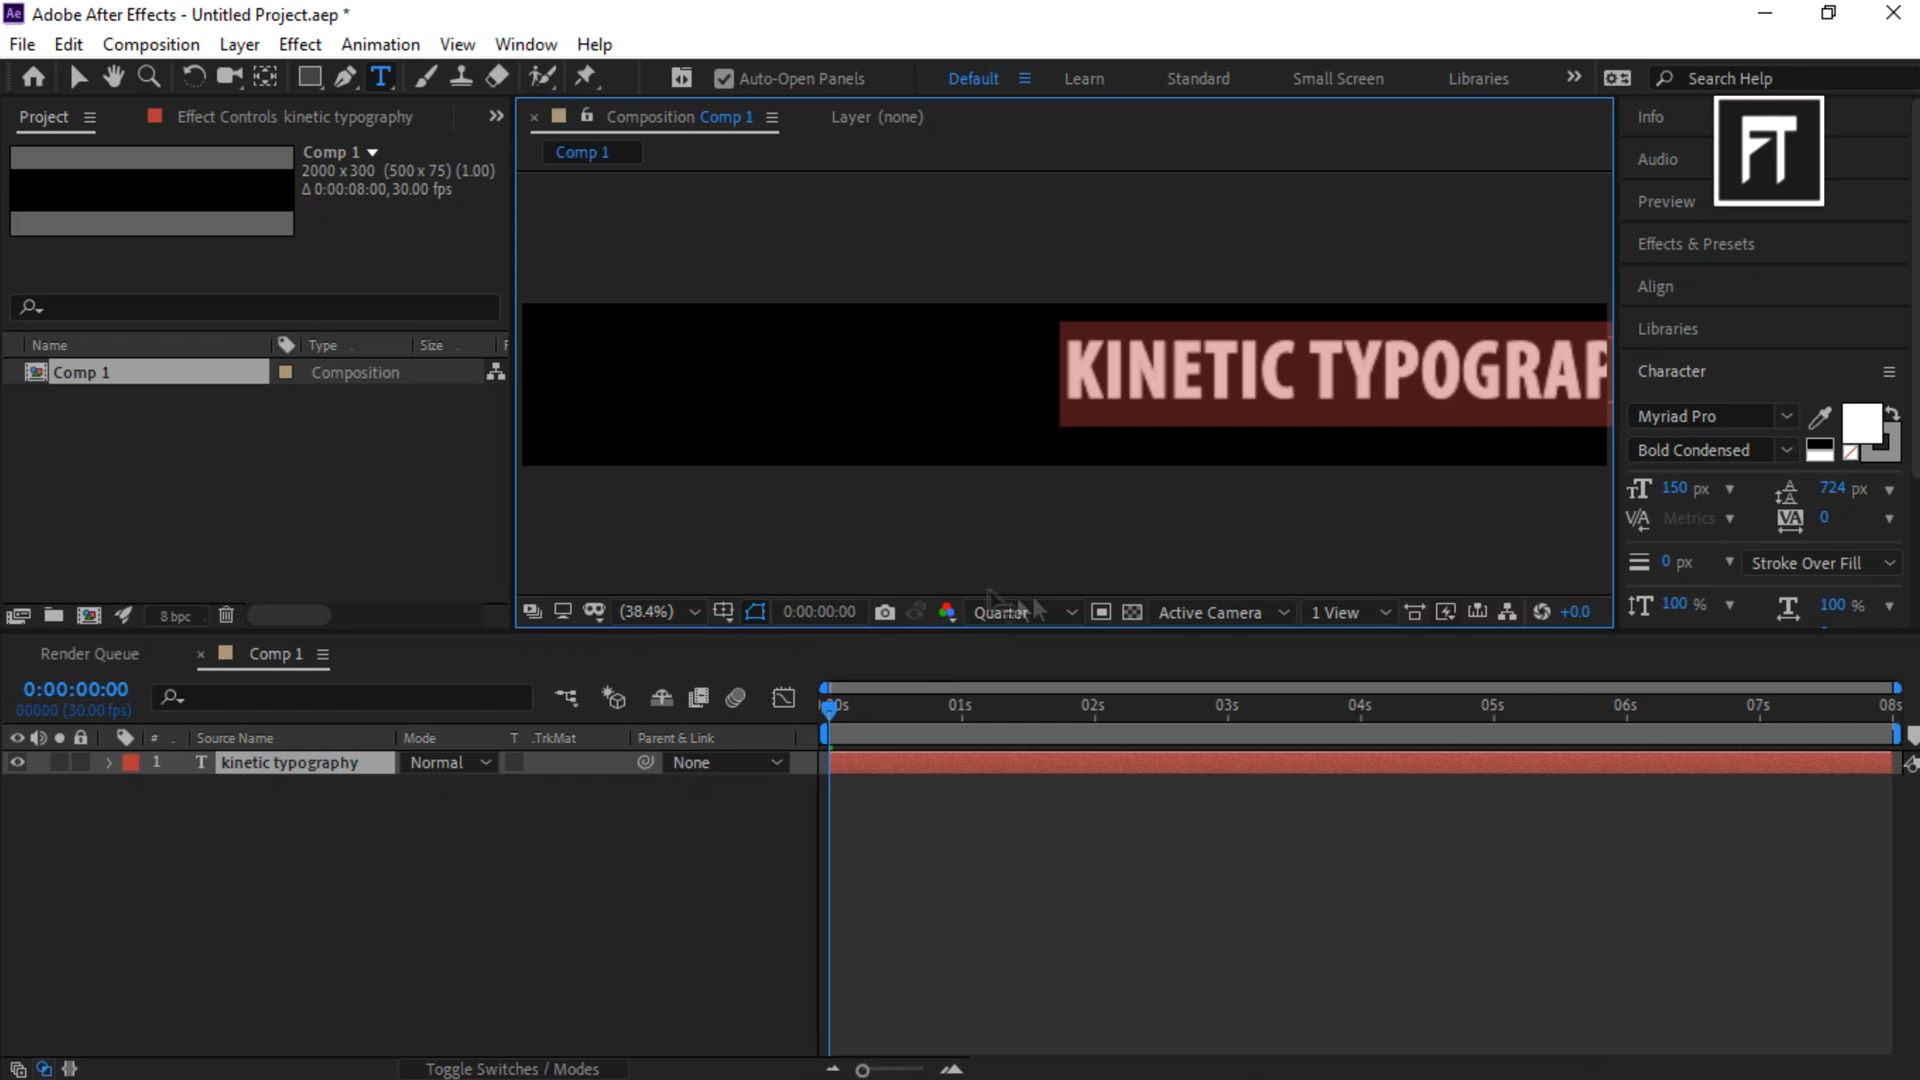 Ae Adobe After Effects - Untitled Project.aep *
File Edit Composition Layer Effect Animation View Window Help
T Auto-Open Panels Default Learn Standard Small Screen Libraries Search Help
Project Effect Controls kinetic typography
Composition Comp 1 Layer (none)
Comp 1
Comp 1
2000 x 300 (500 x 75) (1.00)
Δ 0:00:08:00, 30.00 fps
Name Type Size
Comp 1 Composition
8 bpc
KINETIC TYPOGRAP
(38.4%) 0:00:00:00 Quarter Active Camera 1 View +0.0
Info
Audio
Preview
FT
Effects & Presets
Align
Libraries
Character
Myriad Pro
Bold Condensed
150 px 724 px
Metrics 0
0 px Stroke Over Fill
100 % 100 %
Render Queue Comp 1
0:00:00:00
00000 (30.00 fps)
01s 02s 03s 04s 05s 06s 07s 08s
# Source Name Mode T .TrkMat Parent & Link
1 T kinetic typography Normal None
Toggle Switches / Modes